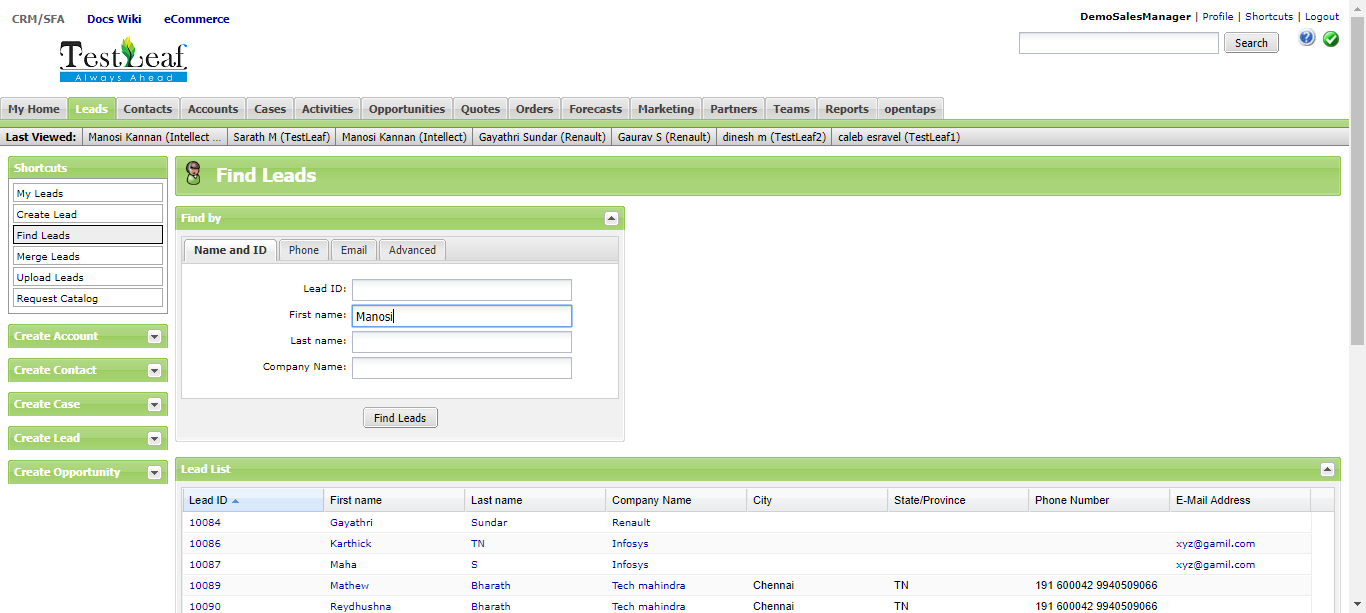 CRM/SFA Docs Wiki eCommerce
DemoSalesManager | Profile | Shortcuts | Logout
TestLeaf
Always Ahead
Search
My Home Leads Contacts Accounts Cases Activities Opportunities Quotes Orders Forecasts Marketing Partners Teams Reports opentaps
Last Viewed: Manosi Kannan (Intellect ... Sarath M (TestLeaf) Manosi Kannan (Intellect) Gayathri Sundar (Renault) Gaurav S (Renault) dinesh m (TestLeaf2) caleb esravel (TestLeaf1)
Shortcuts
My Leads
Create Lead
Find Leads
Merge Leads
Upload Leads
Request Catalog
Create Account
Create Contact
Create Case
Create Lead
Create Opportunity
Find Leads
Find by
Name and ID Phone Email Advanced
Lead ID:
First name: Manosi
Last name:
Company Name:
Find Leads
Lead List
Lead ID First name Last name Company Name City State/Province Phone Number E-Mail Address
10084 Gayathri Sundar Renault
10086 Karthick TN Infosys xyz@gamil.com
10087 Maha S Infosys xyz@gamil.com
10089 Mathew Bharath Tech mahindra Chennai TN 191 600042 9940509066
10090 Reydhushna Bharath Tech mahindra Chennai TN 191 600042 9940509066